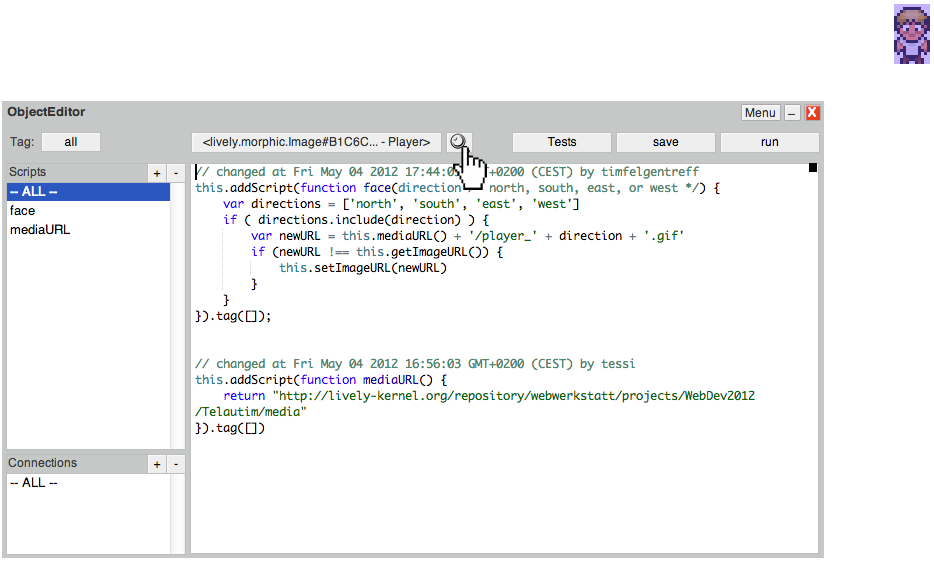 ObjectEditor
Menu – X
Tag: all <lively.morphic.Image#B1C6C... - Player> Tests save run
Scripts + -
-- ALL --
face
mediaURL
// changed at Fri May 04 2012 17:44:0 +0200 (CEST) by timfelgentreff
this.addScript(function face(direction / north, south, east, or west */) {
    var directions = ['north', 'south', 'east', 'west']
    if ( directions.include(direction) ) {
        var newURL = this.mediaURL() + '/player_' + direction + '.gif'
        if (newURL !== this.getImageURL()) {
            this.setImageURL(newURL)
        }
    }
}).tag([]);
// changed at Fri May 04 2012 16:56:03 GMT+0200 (CEST) by tessi
this.addScript(function mediaURL() {
    return "http://lively-kernel.org/repository/webwerkstatt/projects/WebDev2012
/Telautim/media"
}).tag([])
Connections + -
-- ALL --